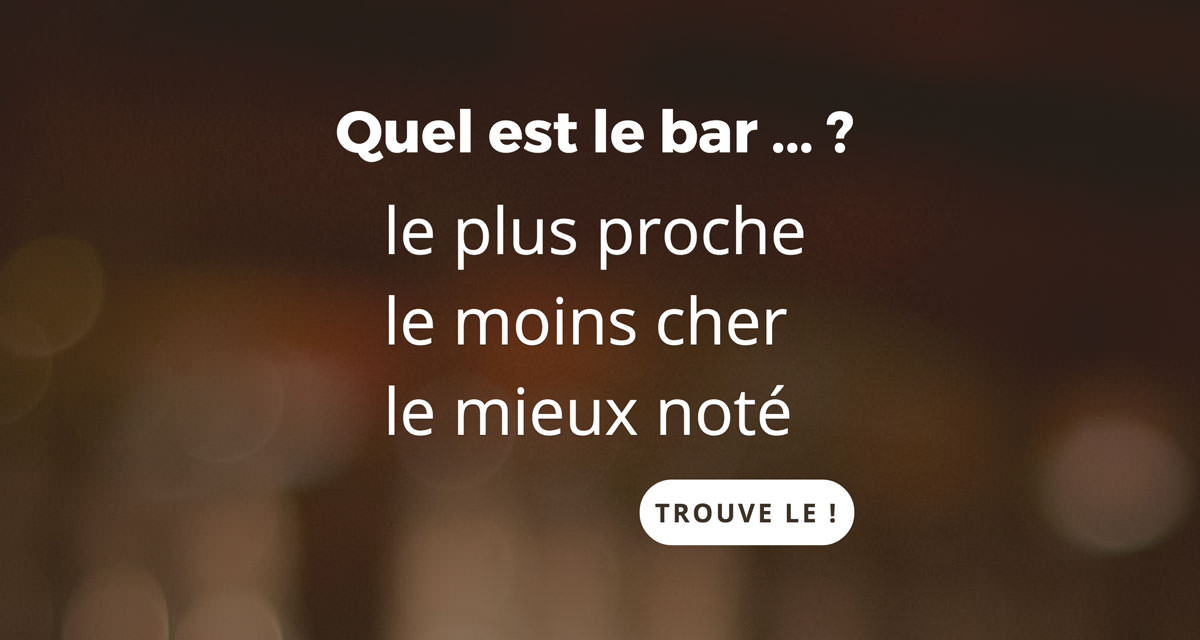 Quel est le bar ... ?
le plus proche
le moins cher
le mieux noté
TROUVE LE !